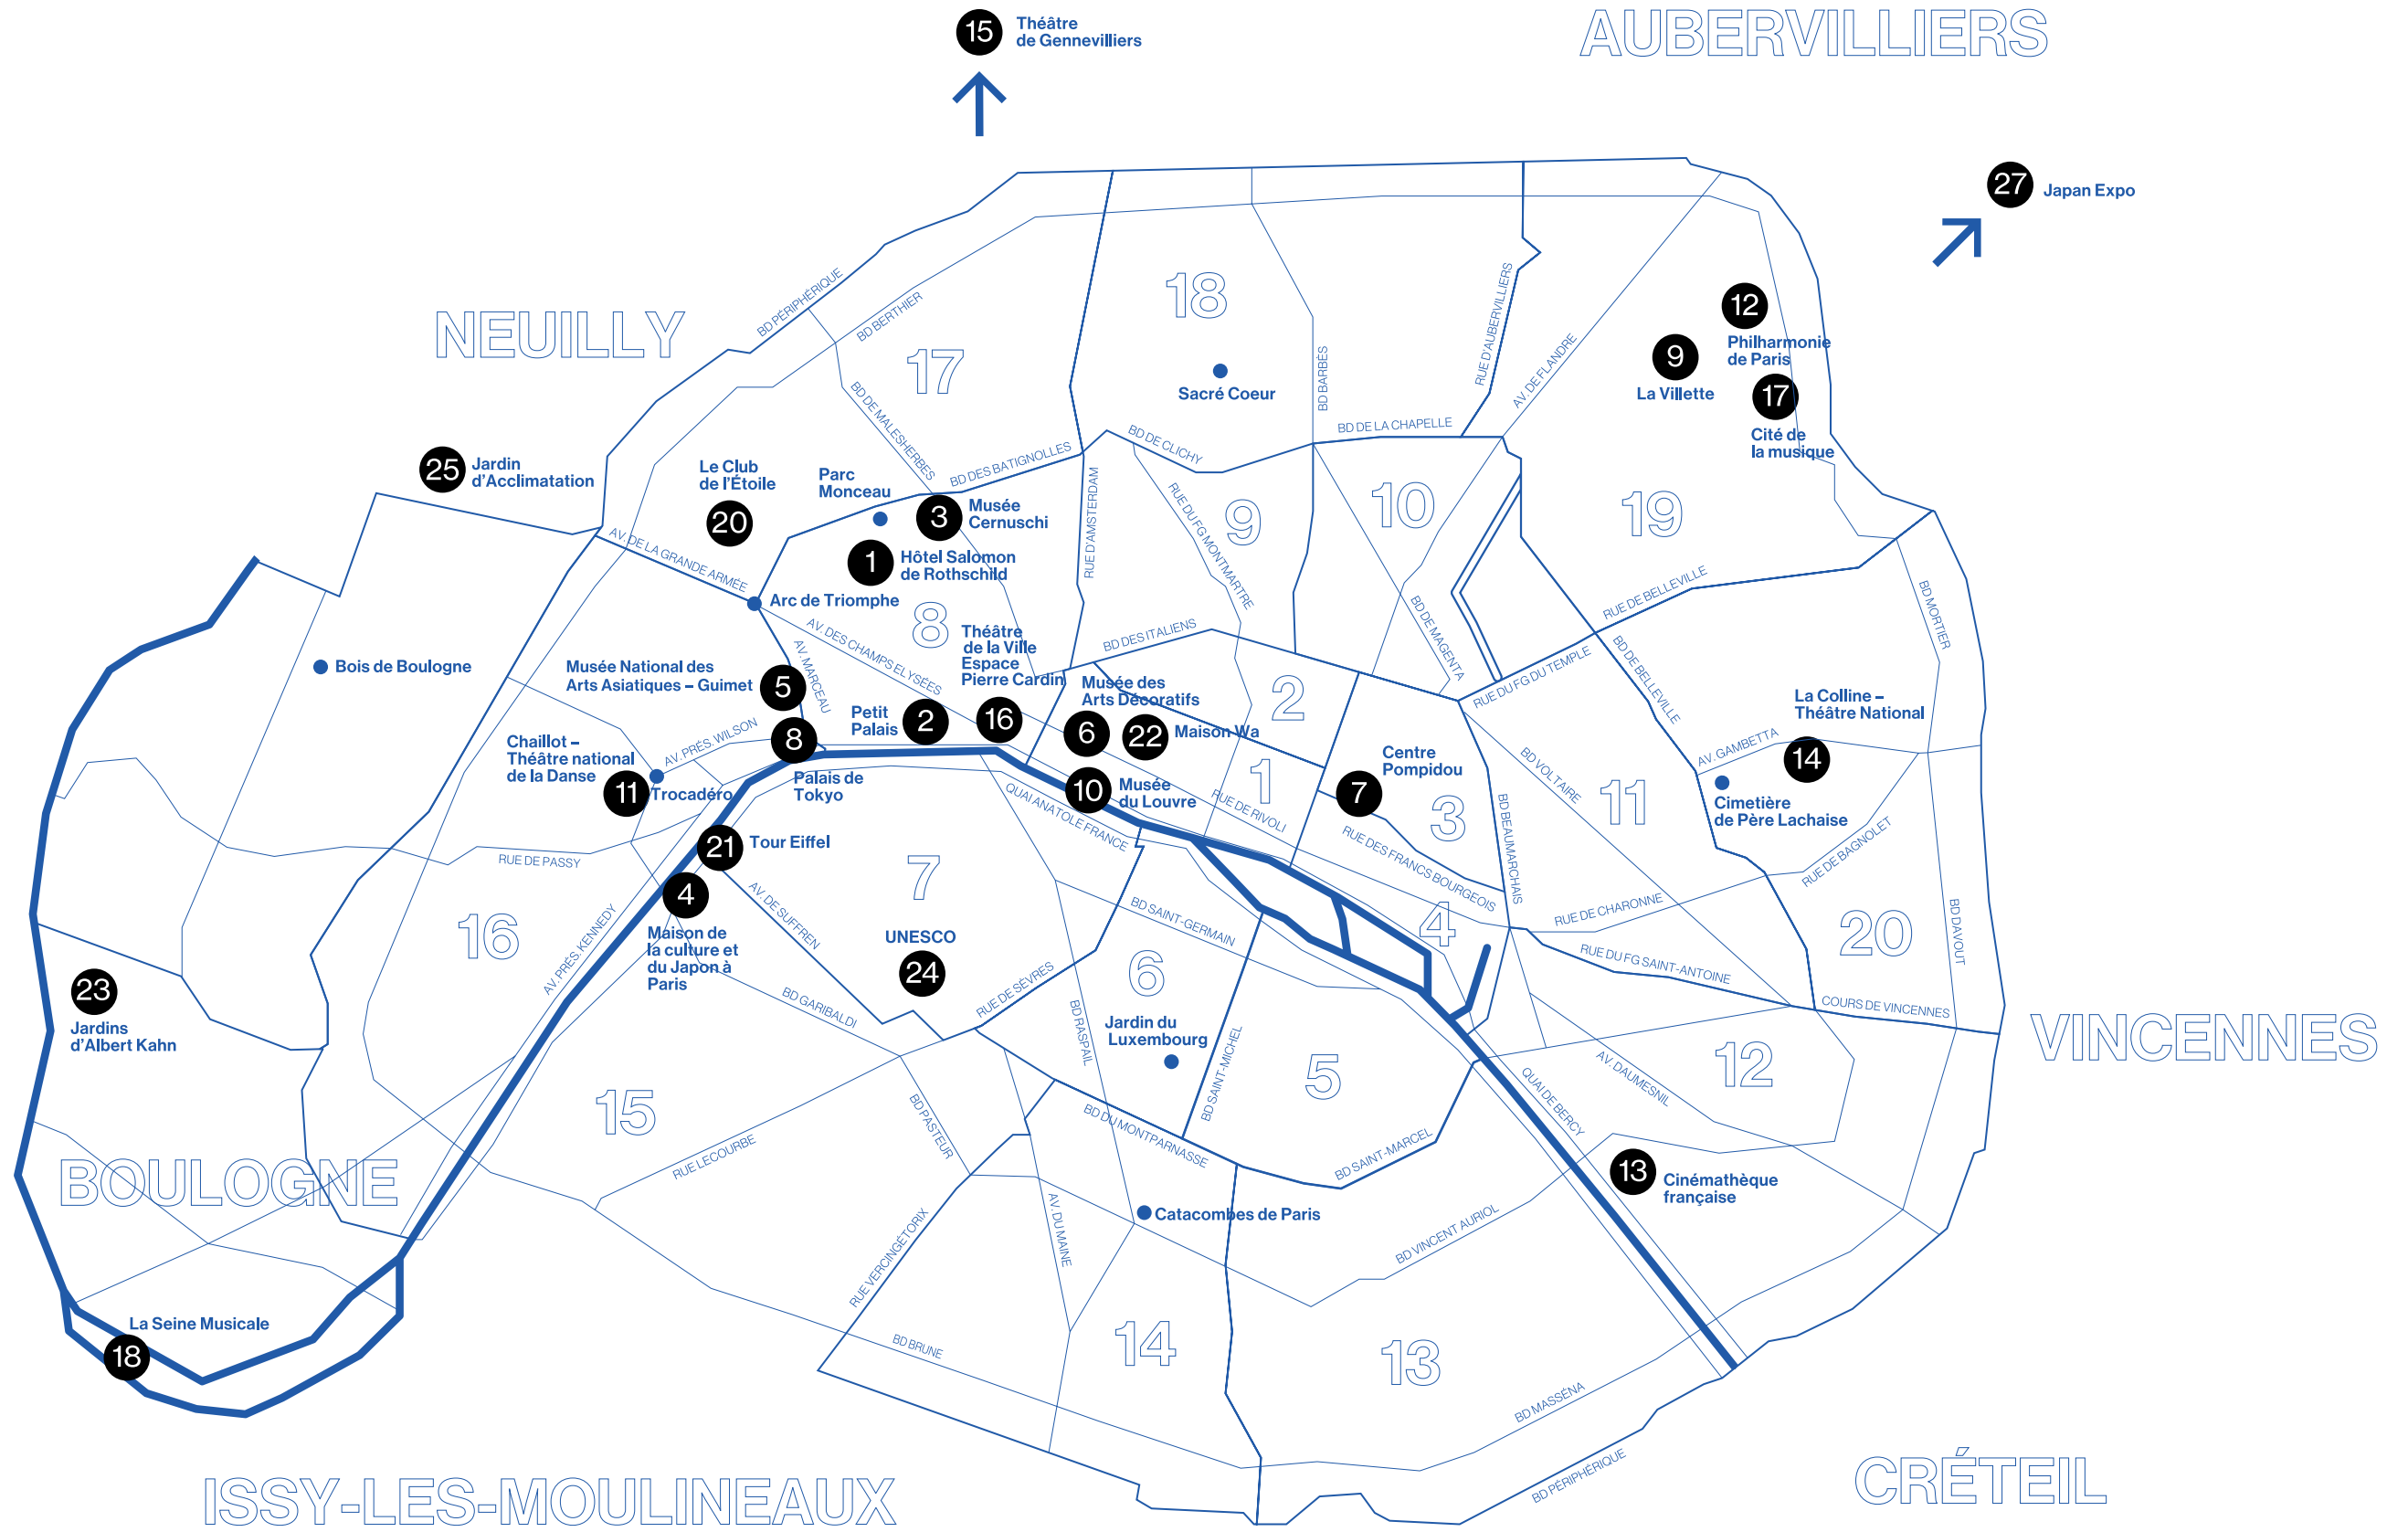 15
Théâtre
de Gennevilliers
AUBERVILLIERS
27
Japan Expo
NEUILLY
BD PÉRIPHÉRIQUE
BD BERTHIER
17
18
Sacré Coeur
BD BARBÈS
RUE D'AUBERVILLIERS
AV. DE FLANDRE
12
Philharmonie
de Paris
9
La Villette
17
Cité de
la musique
25
Jardin
d'Acclimatation
Le Club
de l'Étoile
20
Parc
Monceau
BD DE MALESHERBES
BD DES BATIGNOLLES
BD DE CLICHY
BD DE LA CHAPELLE
3
Musée
Cernuschi
1
Hôtel Salomon
de Rothschild
RUE D'AMSTERDAM
RUE DU FG MONTMARTRE
9
10
19
AV. DE LA GRANDE ARMÉE
Arc de Triomphe
8
AV. DES CHAMPS ELYSÉES
AV. MARCEAU
Théâtre
de la Ville
Espace
Pierre Cardin
16
BD DES ITALIENS
BD DE MAGENTA
RUE DE BELLEVILLE
RUE DU FG DU TEMPLE
BD DE BELLEVILLE
BD MORTIER
Bois de Boulogne
Musée National des
Arts Asiatiques – Guimet
5
Petit
Palais
2
Musée des
Arts Décoratifs
6
22
Maison Wa
2
La Colline –
Théâtre National
14
AV. GAMBETTA
Chaillot –
Théâtre national
de la Danse
11
Trocadéro
AV. PRÉS. WILSON
8
Palais de
Tokyo
QUAI ANATOLE FRANCE
10
Musée
du Louvre
1
RUE DE RIVOLI
Centre
Pompidou
7
3
RUE DES FRANCS BOURGEOIS
BD BEAUMARCHAIS
BD VOLTAIRE
11
Cimetière
de Père Lachaise
RUE DE BAGNOLET
21
Tour Eiffel
RUE DE PASSY
4
Maison de
la culture et
du Japon à
Paris
AV. DE SUFFREN
7
UNESCO
24
16
AV. PRÉS. KENNEDY
BD SAINT-GERMAIN
4
RUE DE CHARONNE
RUE DU FG SAINT-ANTOINE
20
BD DAVOUT
COURS DE VINCENNES
23
Jardins
d'Albert Kahn
BD GARIBALDI
RUE DE SÈVRES
BD RASPAIL
6
Jardin du
Luxembourg
BD SAINT-MICHEL
5
QUAI DE BERCY
AV. DAUMESNIL
12
VINCENNES
15
BOULOGNE
RUE LECOURBE
BD PASTEUR
BD DU MONTPARNASSE
BD SAINT-MARCEL
13
Cinémathèque
française
RUE VERCINGÉTORIX
AV. DU MAINE
Catacombes de Paris
BD VINCENT AURIOL
La Seine Musicale
18
BD BRUNE
14
13
BD MASSÉNA
BD PÉRIPHÉRIQUE
ISSY-LES-MOULINEAUX
CRÉTEIL